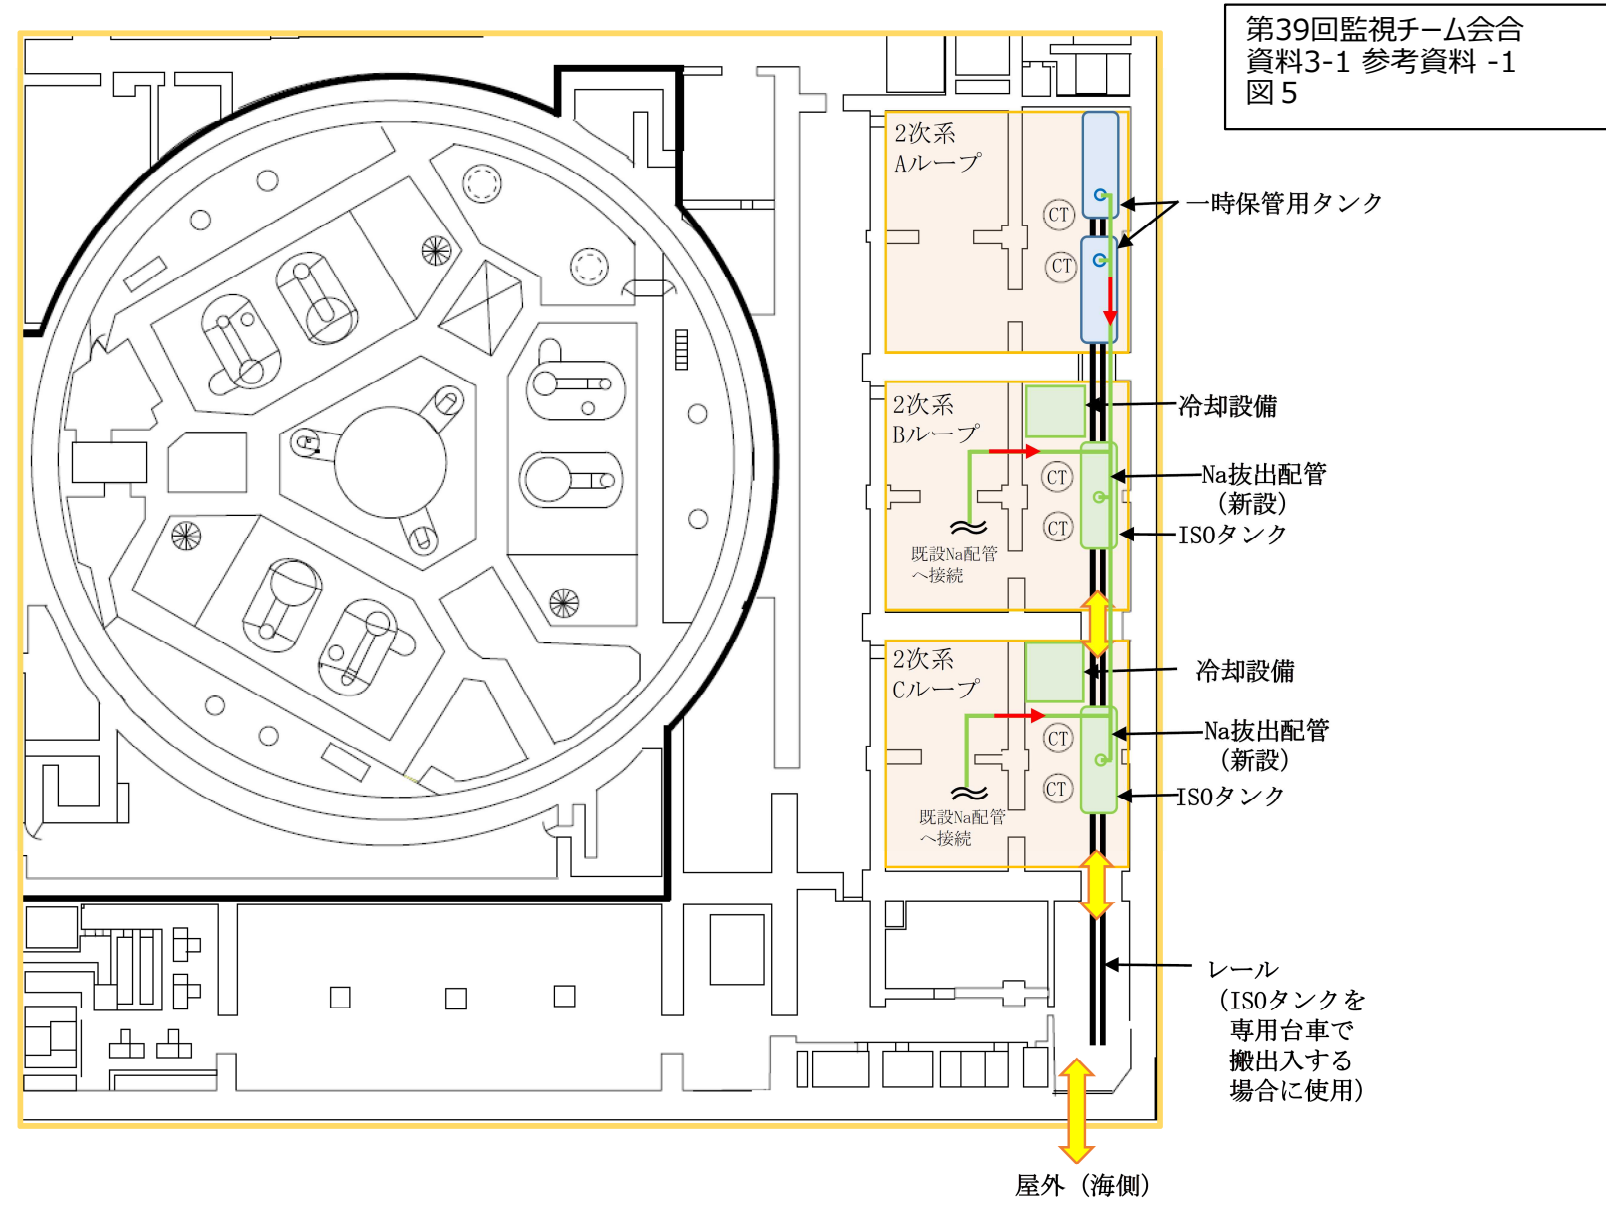 第39回監視チーム会合
資料3-1 参考資料 -1
図５
2次系
Aループ
CT
CT
一時保管用タンク
2次系
Bループ
冷却設備
CT
CT
Na抜出配管
（新設）
ISOタンク
既設Na配管
へ接続
2次系
Cループ
冷却設備
CT
CT
Na抜出配管
（新設）
ISOタンク
既設Na配管
へ接続
レール
（ISOタンクを
専用台車で
搬出入する
場合に使用）
屋外（海側）